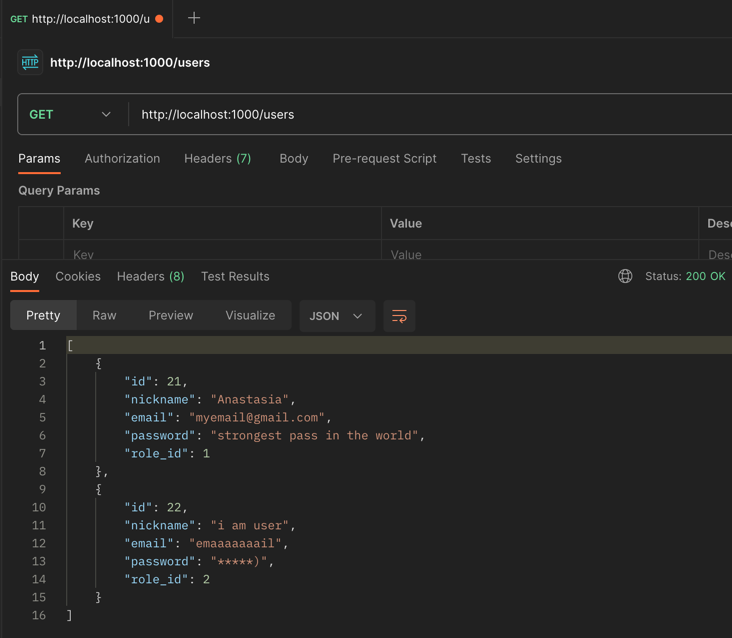 GET http://localhost:1000/u
HTTP http://localhost:1000/users
GET http://localhost:1000/users
Params Authorization Headers (7) Body Pre-request Script Tests Settings
Query Params
Key Value Desc
Key Value Desc
Body Cookies Headers (8) Test Results Status: 200 OK
Pretty Raw Preview Visualize JSON
1 [
2 {
3 "id": 21,
4 "nickname": "Anastasia",
5 "email": "myemail@gmail.com",
6 "password": "strongest pass in the world",
7 "role_id": 1
8 },
9 {
10 "id": 22,
11 "nickname": "i am user",
12 "email": "emaaaaaaail",
13 "password": "*****)",
14 "role_id": 2
15 }
16 ]